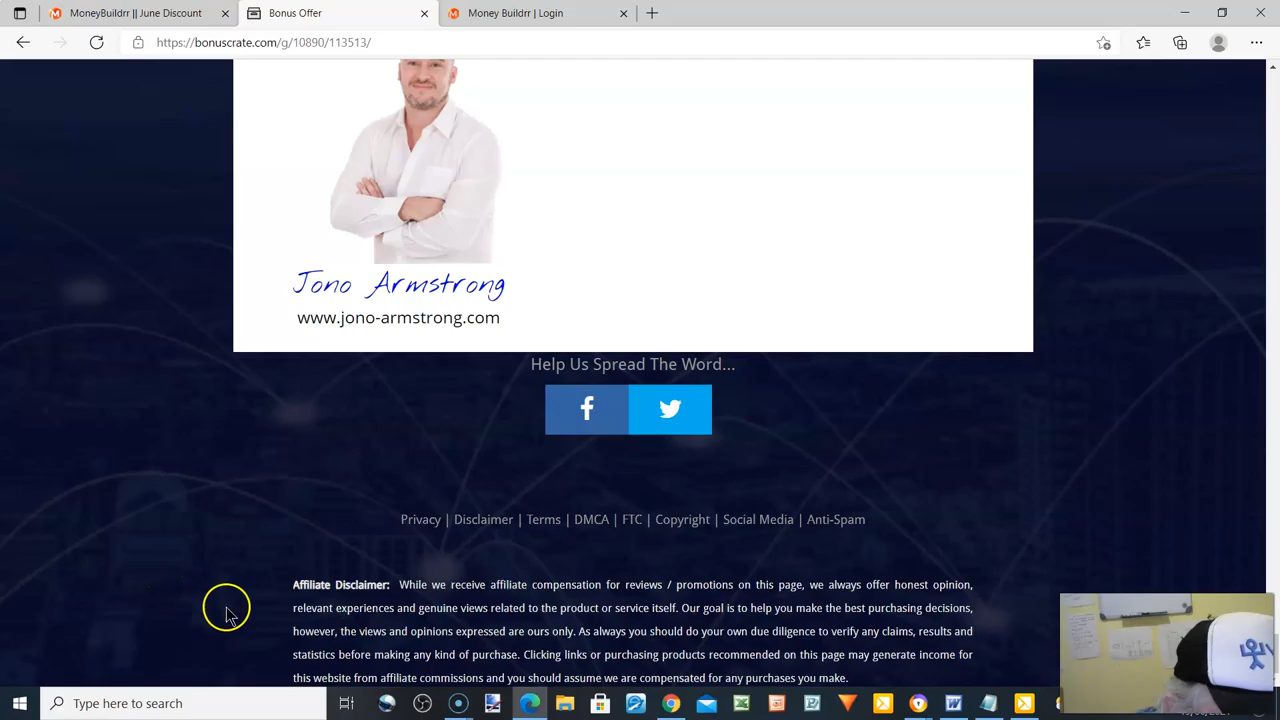 MoneyBuildrr || June Discount
Bonus Offer
Money Buildrr | Login
https://bonuscrate.com/g/10890/113513/
Jono Armstrong
www.jono-armstrong.com
Help Us Spread The Word...
Privacy | Disclaimer | Terms | DMCA | FTC | Copyright | Social Media | Anti-Spam
Affiliate Disclaimer: While we receive affiliate compensation for reviews / promotions on this page, we always offer honest opinion,
relevant experiences and genuine views related to the product or service itself. Our goal is to help you make the best purchasing decisions,
however, the views and opinions expressed are ours only. As always you should do your own due diligence to verify any claims, results and
statistics before making any kind of purchase. Clicking links or purchasing products recommended on this page may generate income for
this website from affiliate commissions and you should assume we are compensated for any purchases you make.
Type here to search